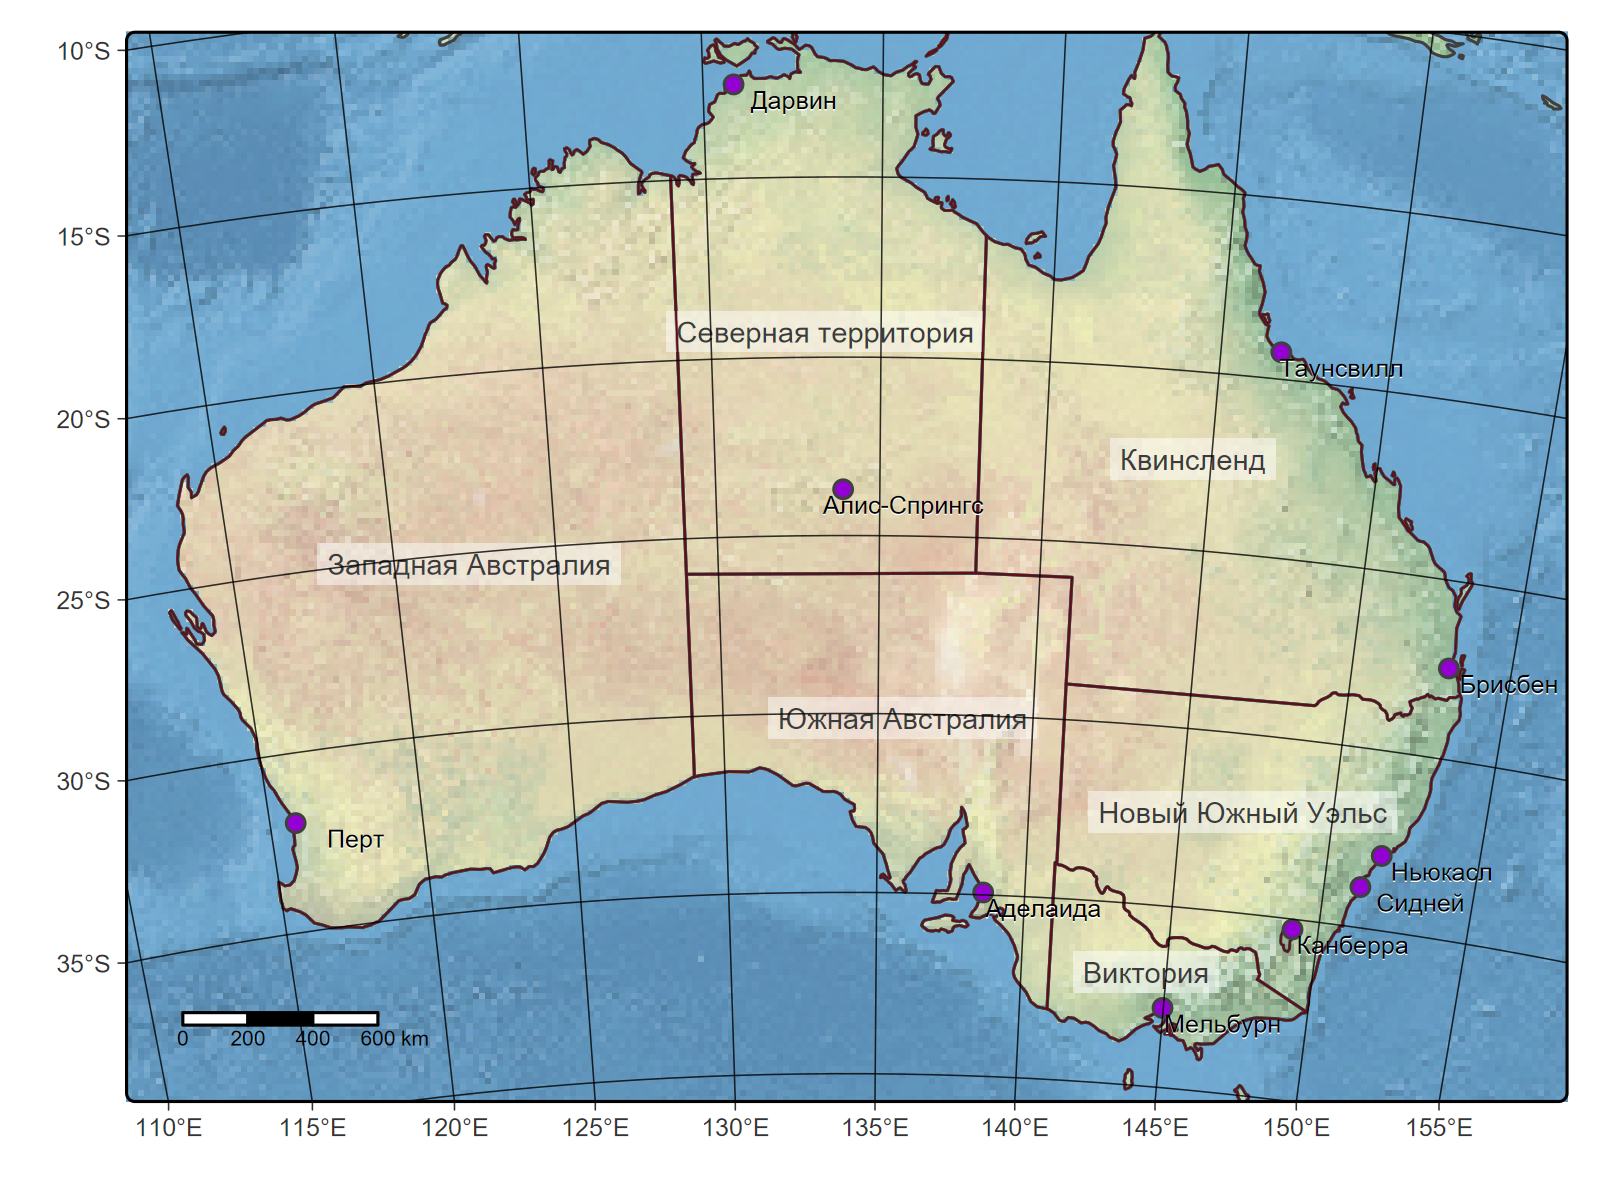 10°S
Дарвин
15°S
Северная территория
Таунсвилл
20°S
Квинсленд
Алис-Спрингс
Западная Австралия
25°S
Брисбен
Южная Австралия
30°S
Новый Южный Уэльс
Перт
Ньюкасл
Сидней
Аделаида
Канберра
35°S
Виктория
Мельбурн
0 200 400 600 km
110°E 115°E 120°E 125°E 130°E 135°E 140°E 145°E 150°E 155°E